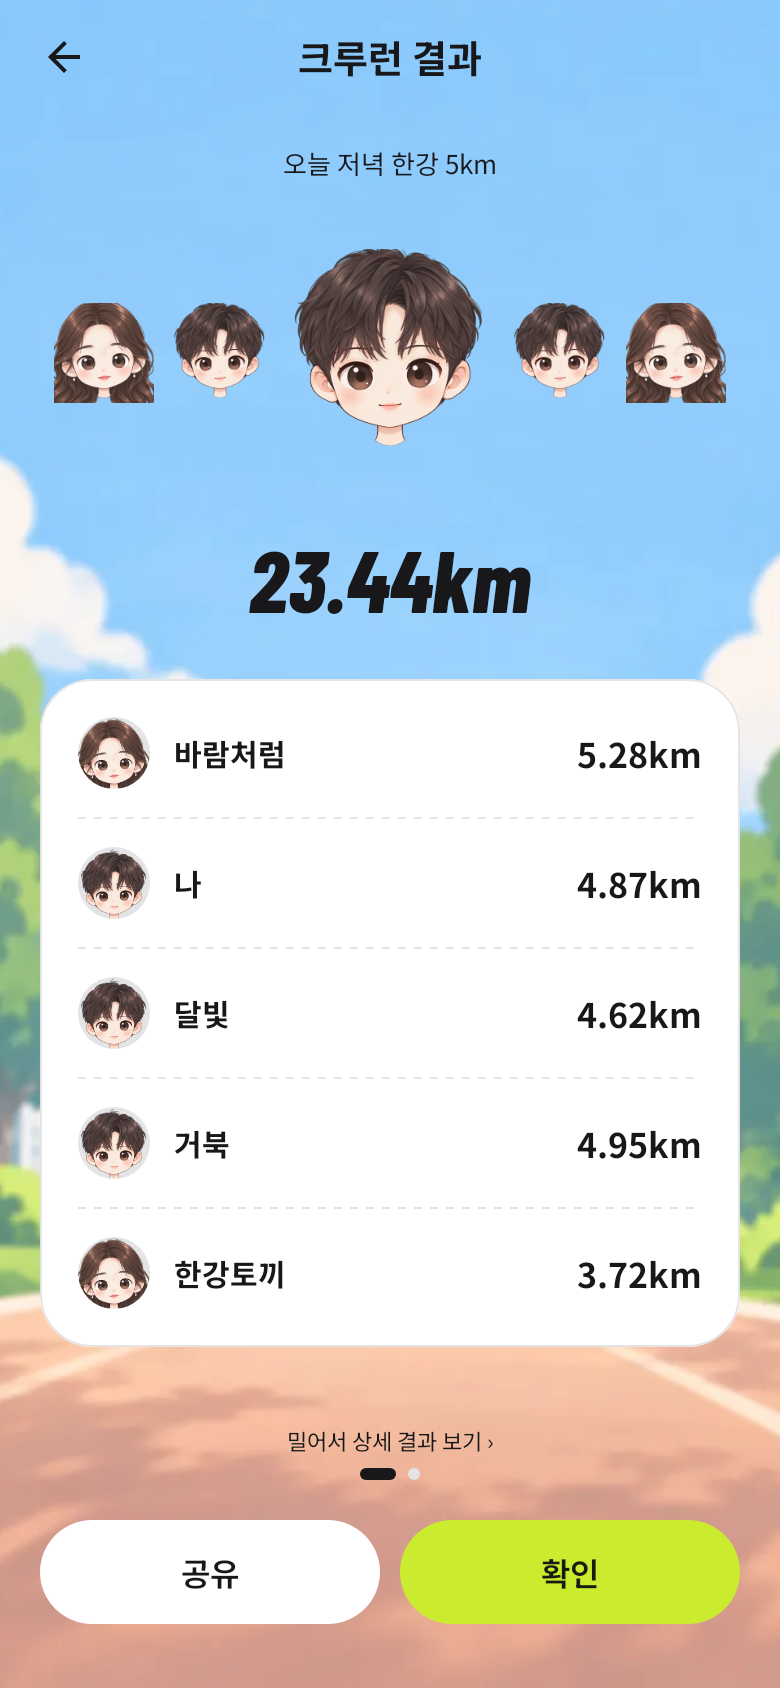 크루런 결과
오늘 저녁 한강 5km
23.44km
바람처럼 5.28km
나 4.87km
달빛 4.62km
거북 4.95km
한강토끼 3.72km
밀어서 상세 결과 보기 ›
공유 확인